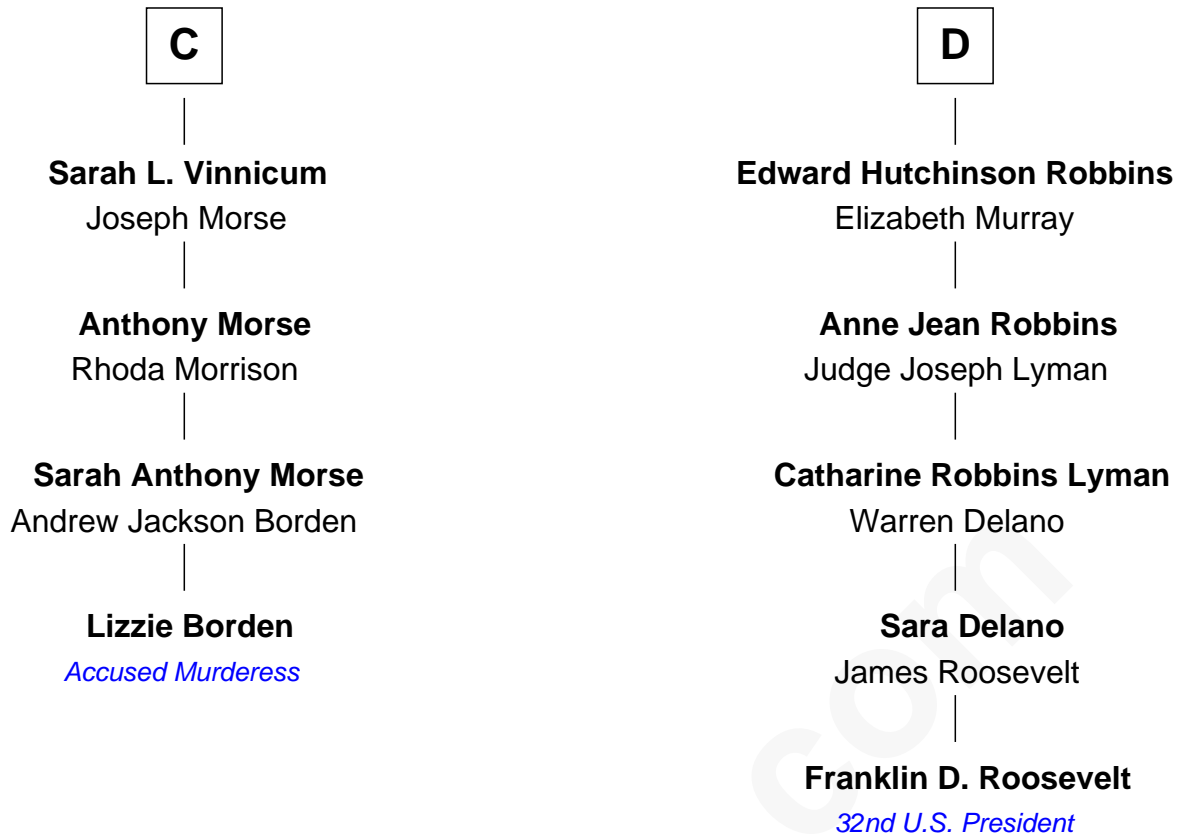 C
Sarah L. Vinnicum
Joseph Morse
Anthony Morse
Rhoda Morrison
Sarah Anthony Morse
Andrew Jackson Borden
Lizzie Borden
Accused Murderess
D
Edward Hutchinson Robbins
Elizabeth Murray
Anne Jean Robbins
Judge Joseph Lyman
Catharine Robbins Lyman
Warren Delano
Sara Delano
James Roosevelt
Franklin D. Roosevelt
32nd U.S. President
com